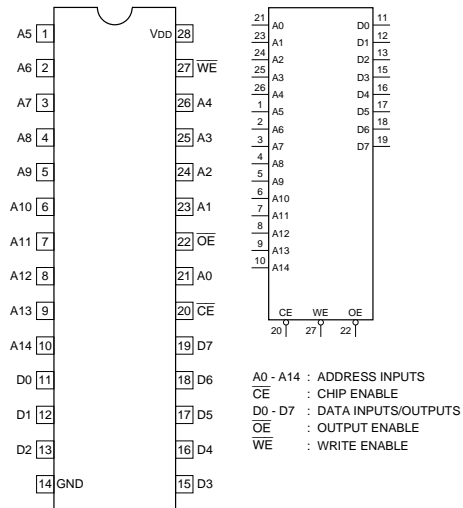 A5 1 VDD 28
A6 2 27 WE
A7 3 26 A4
A8 4 25 A3
A9 5 24 A2
A10 6 23 A1
A11 7 22 OE
A12 8 21 A0
A13 9 20 CE
A14 10 19 D7
D0 11 18 D6
D1 12 17 D5
D2 13 16 D4
14 GND 15 D3
21 A0 D0 11
23 A1 D1 12
24 A2 D2 13
25 A3 D3 15
26 A4 D4 16
1 A5 D5 17
2 A6 D6 18
3 A7 D7 19
4 A8
5 A9
6 A10
7 A11
8 A12
9 A13
10 A14
CE WE OE
20 27 22
A0 - A14 : ADDRESS INPUTS
CE : CHIP ENABLE
D0 - D7 : DATA INPUTS/OUTPUTS
OE : OUTPUT ENABLE
WE : WRITE ENABLE